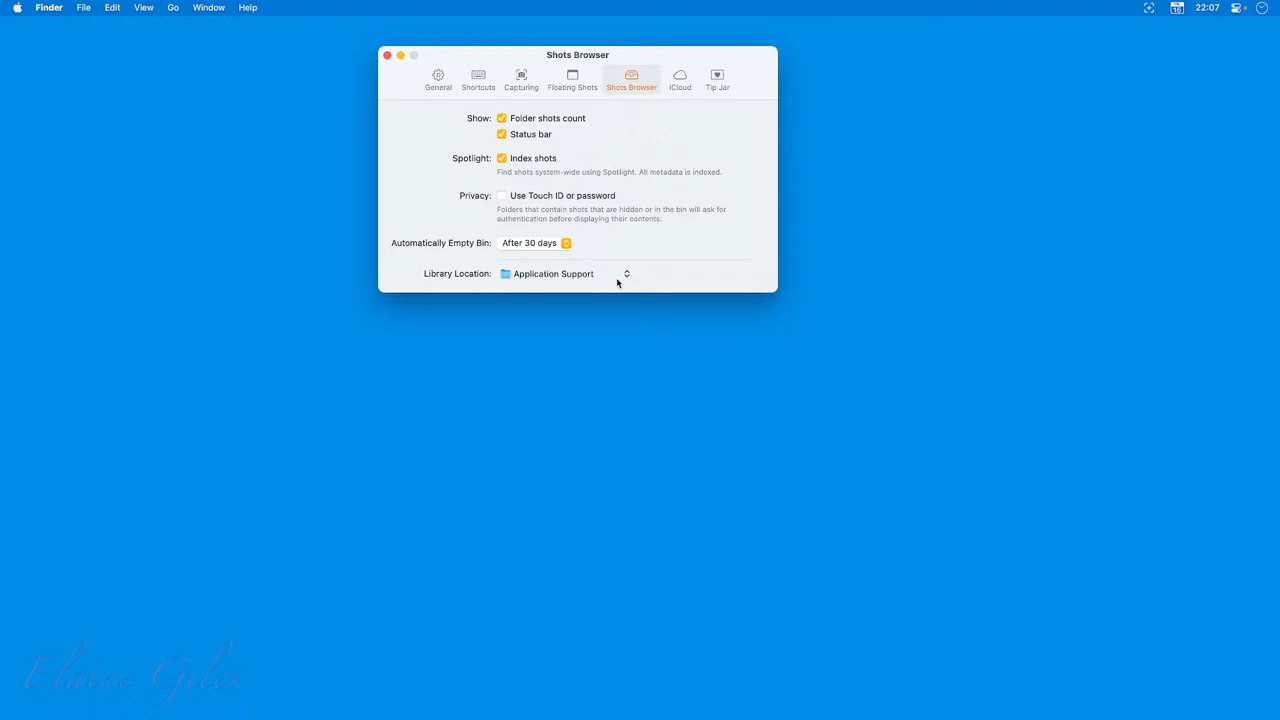 Finder File Edit View Go Window Help 22:07
Shots Browser
General Shortcuts Capturing Floating Shots Shots Browser iCloud Tip Jar
Show: Folder shots count
Status bar
Spotlight: Index shots
Find shots system-wide using Spotlight. All metadata is indexed.
Privacy: Use Touch ID or password
Folders that contain shots that are hidden or in the bin will ask for
authentication before displaying their contents.
Automatically Empty Bin: After 30 days
Library Location: Application Support
Elaine Giles